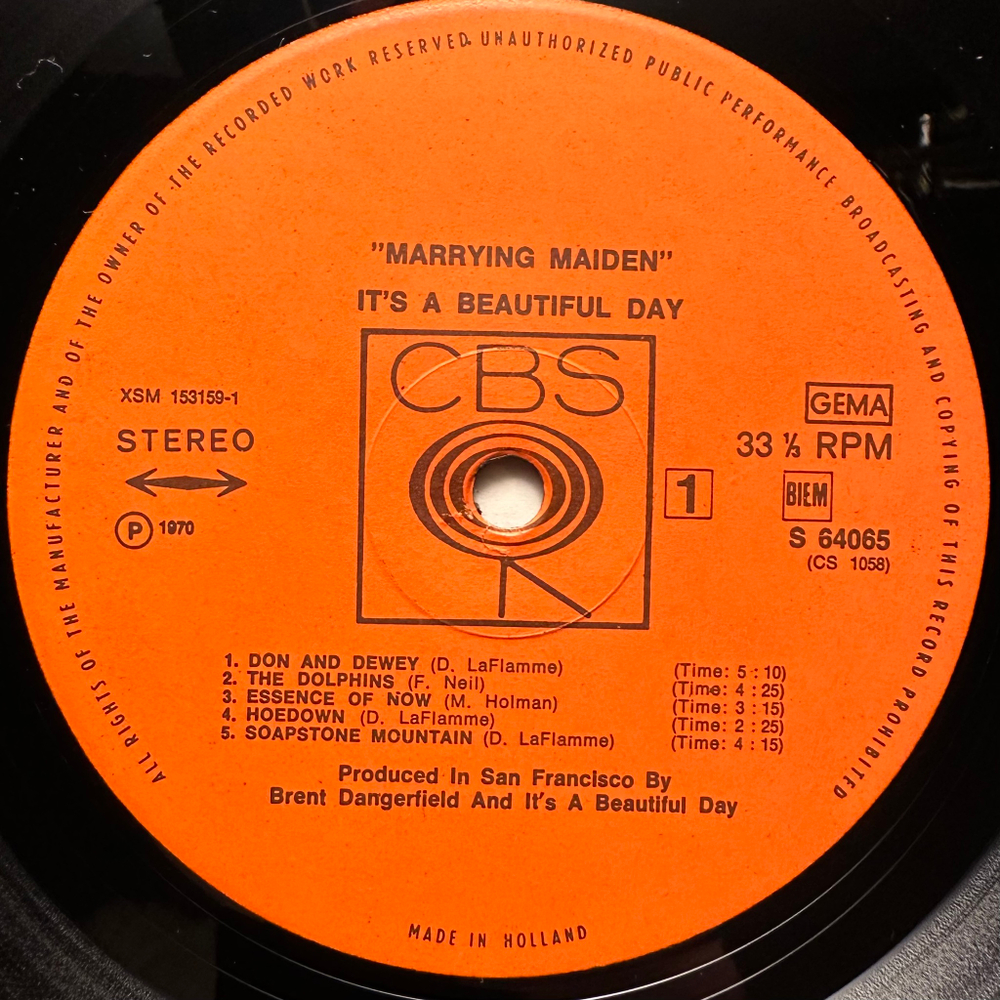 ALL RIGHTS OF THE MANUFACTURER AND OF THE OWNER OF THE RECORDED WORK RESERVED. UNAUTHORIZED PUBLIC PERFORMANCE BROADCASTING AND COPYING OF THIS RECORD PROHIBITED
"MARRYING MAIDEN"
IT'S A BEAUTIFUL DAY
CBS
XSM 153159-1
STEREO
Ⓟ 1970
GEMA
33 ⅓ RPM
1
BIEM
S 64065
(CS 1058)
1. DON AND DEWEY (D. LaFlamme) (Time: 5 : 10)
2. THE DOLPHINS (F. Neil) (Time: 4 : 25)
3. ESSENCE OF NOW (M. Holman) (Time: 3 : 15)
4. HOEDOWN (D. LaFlamme) (Time: 2 : 25)
5. SOAPSTONE MOUNTAIN (D. LaFlamme) (Time: 4 : 15)
Produced In San Francisco By
Brent Dangerfield And It's A Beautiful Day
MADE IN HOLLAND